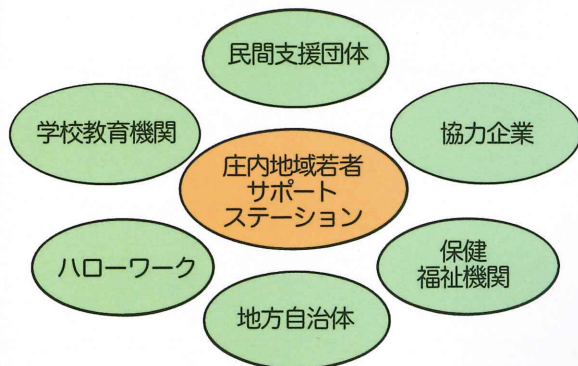 民間支援団体
学校教育機関
協力企業
庄内地域若者
サポート
ステーション
ハローワーク
保健
福祉機関
地方自治体